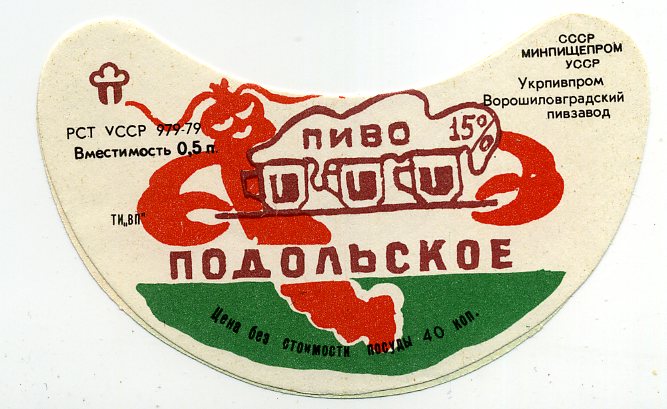 СССР
МИНПИЩЕПРОМ
УССР
Укрпивпром
Ворошиловградский
пивзавод
РСТ УССР 979-79
Вместимость 0,5 л
ТИ„ВП"
ПИВО 15°
ПОДОЛЬСКОЕ
Цена без стоимости посуды 40 коп.